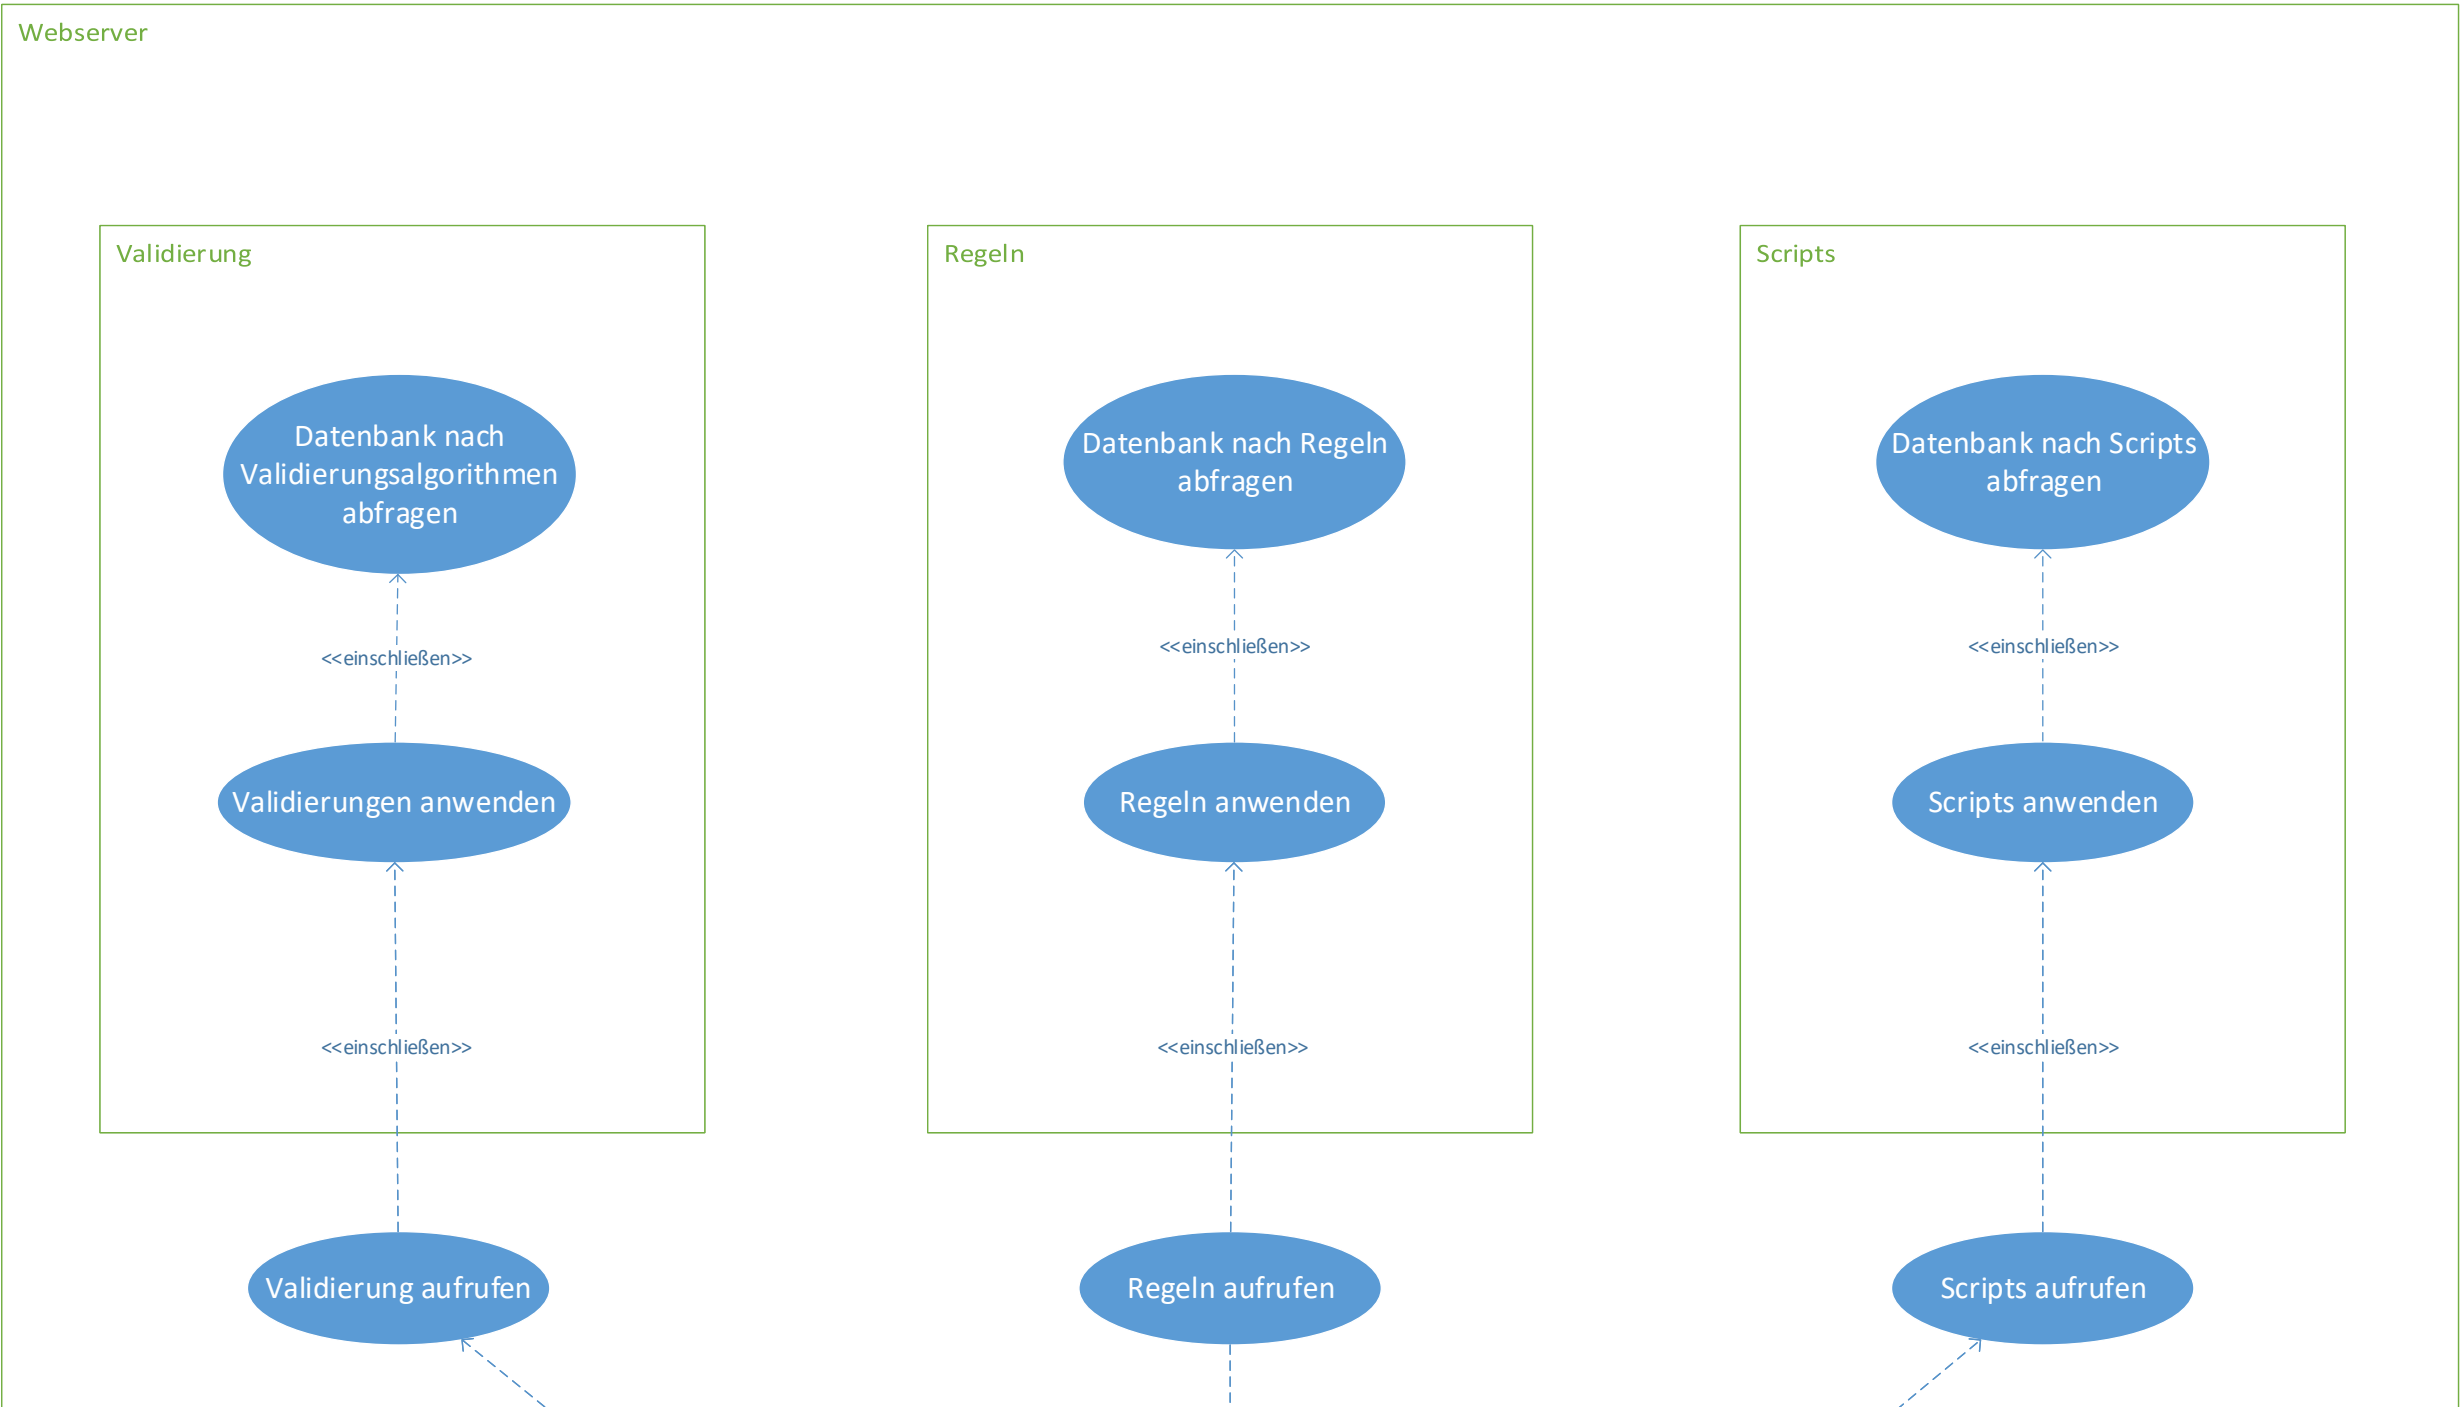 Webserver
Validierung
Datenbank nach
Validierungsalgorithmen
abfragen
<<einschließen>>
Validierungen anwenden
<<einschließen>>
Validierung aufrufen
Regeln
Datenbank nach Regeln
abfragen
<<einschließen>>
Regeln anwenden
<<einschließen>>
Regeln aufrufen
Scripts
Datenbank nach Scripts
abfragen
<<einschließen>>
Scripts anwenden
<<einschließen>>
Scripts aufrufen